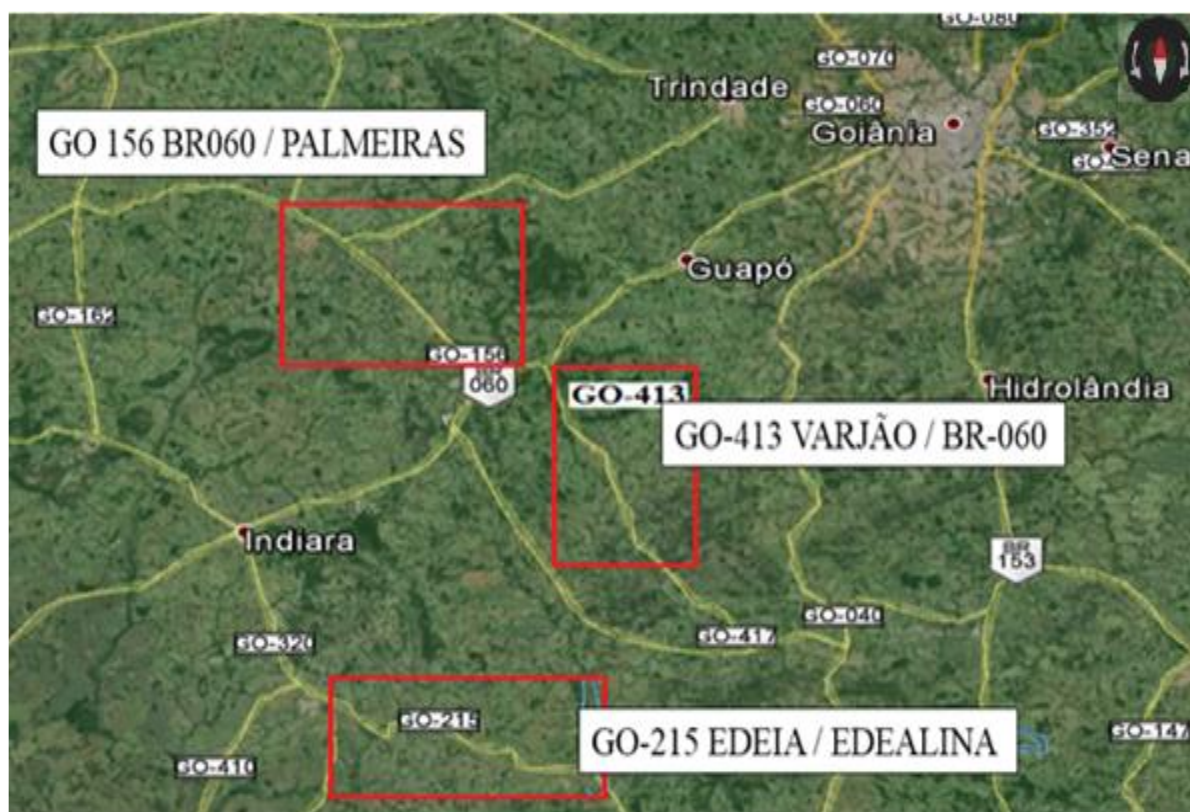 GO-080
GO-070
Trindade
GO-060
Goiânia
GO-352
Sena
GO 156 BR060 / PALMEIRAS
Guapó
GO-162
GO-156
060
GO-413
Hidrolândia
GO-413 VARJÃO / BR-060
Indiara
BR
153
GO-040
GO-417
GO-320
GO-215
GO-215 EDEIA / EDEALINA
GO-147
GO-410